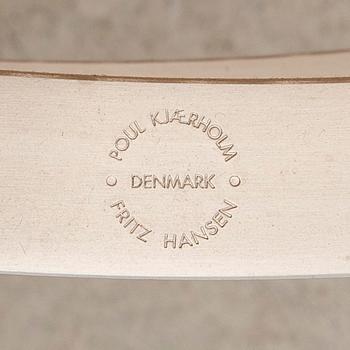 POUL KJÆRHOLM
DENMARK
FRITZ HANSEN